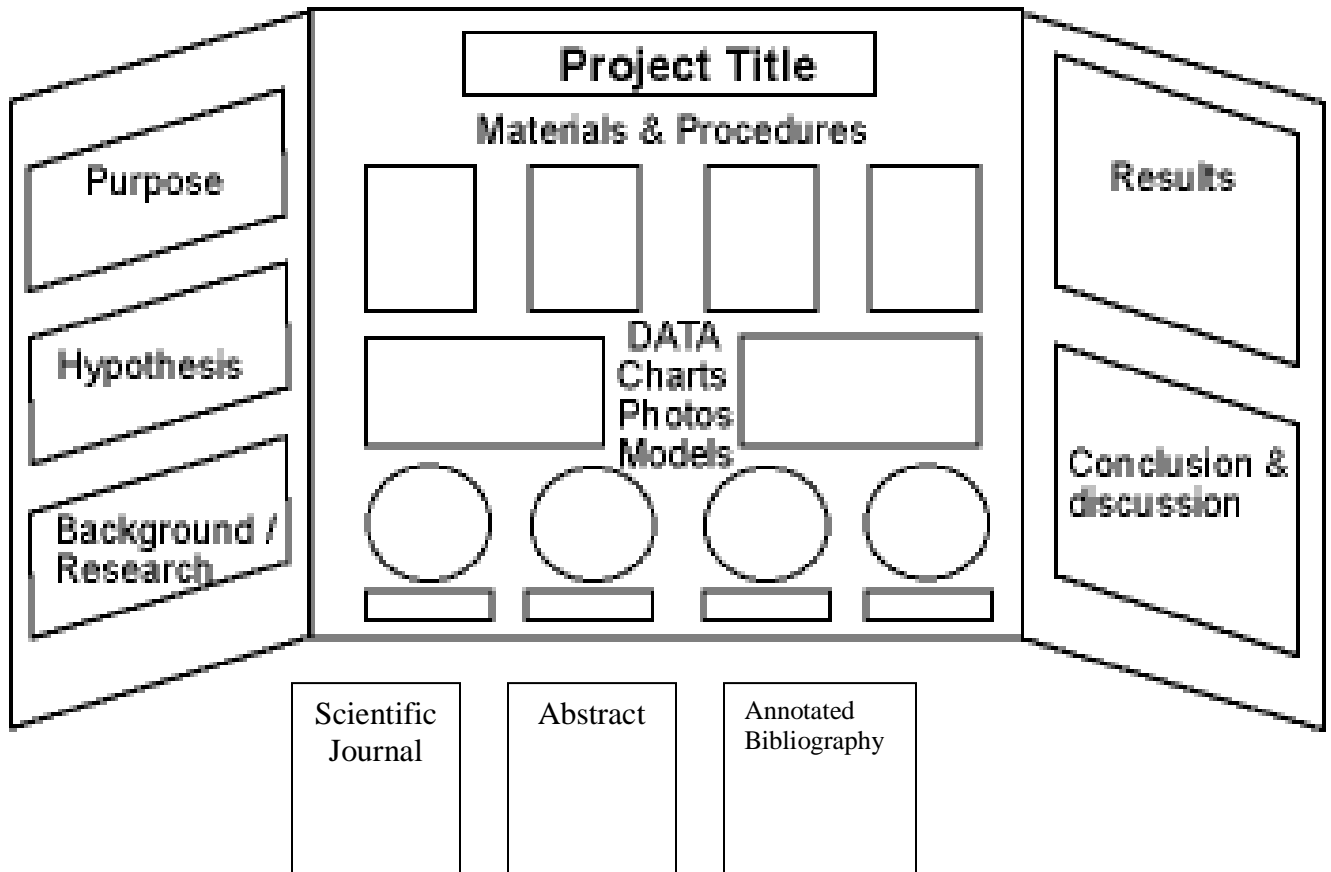 Project Title
Materials & Procedures
Purpose
Hypothesis
Background /
Research
DATA
Charts
Photos
Models
Results
Conclusion &
discussion
Scientific
Journal
Abstract
Annotated
Bibliography